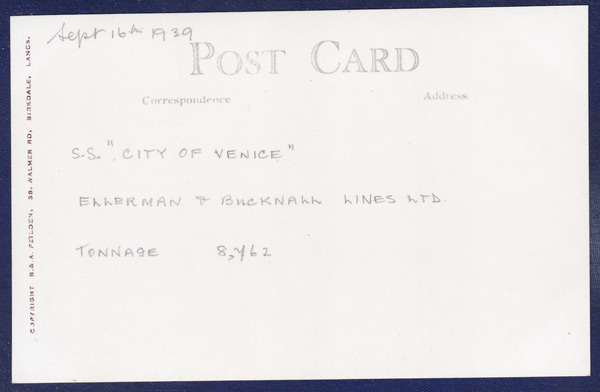 Sept 16th 1939
POST CARD
Correspondence Address
S.S. "CITY OF VENICE"
ELLERMAN & BUCKNALL LINES LTD.
TONNAGE 8,762
COPYRIGHT B.& A. FEILDEN, 38, WALMER RD, BIRKDALE, LANCS.